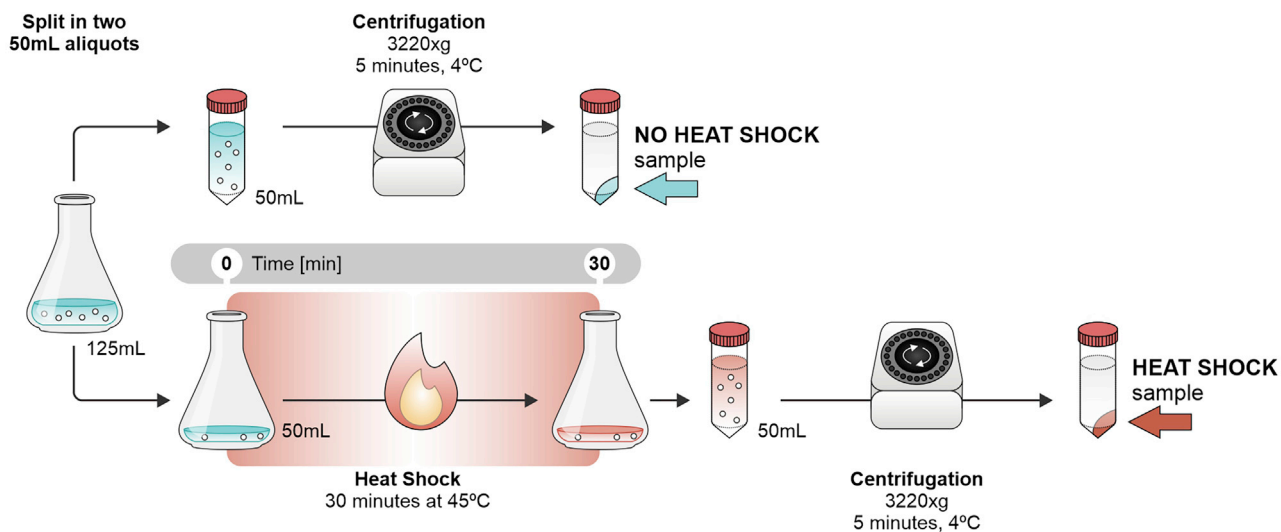 Split in two
50mL aliquots
Centrifugation
3220xg
5 minutes, 4ºC
50mL
NO HEAT SHOCK
sample
125mL
0 Time [min] 30
50mL
Heat Shock
30 minutes at 45ºC
50mL
Centrifugation
3220xg
5 minutes, 4ºC
HEAT SHOCK
sample